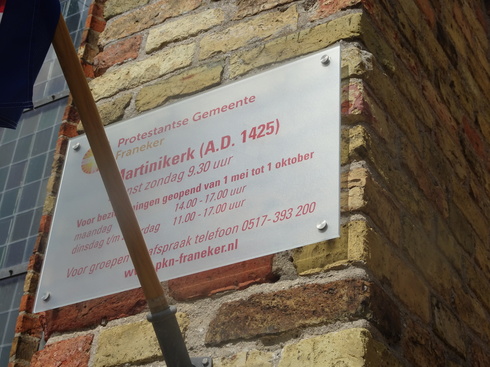 Protestantse Gemeente
Franeker
Martinikerk (A.D. 1425)
zondag 9.30 uur
Voor geopend van 1 mei tot 1 oktober
maandag 14.00 - 17.00 uur
dinsdag t/m 11.00 - 17.00 uur
Voor groepen afspraak telefoon 0517-393 200
www.pkn-franeker.nl